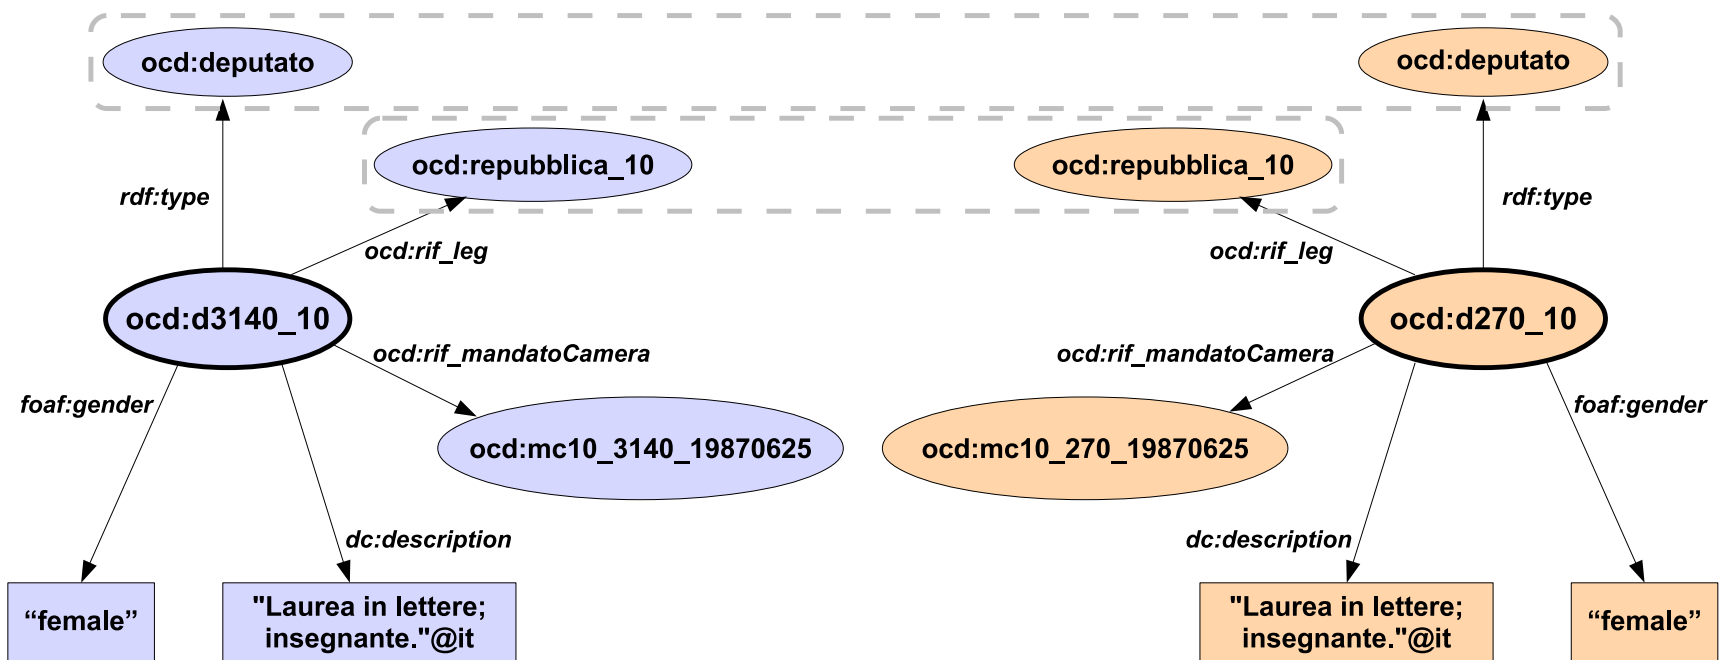 ocd:deputato
ocd:deputato
ocd:repubblica_10
ocd:repubblica_10
rdf:type
rdf:type
ocd:rif_leg
ocd:rif_leg
ocd:d3140_10
ocd:d270_10
ocd:rif_mandatoCamera
ocd:rif_mandatoCamera
foaf:gender
foaf:gender
ocd:mc10_3140_19870625
ocd:mc10_270_19870625
dc:description
dc:description
“female”
"Laurea in lettere;
insegnante."@it
"Laurea in lettere;
insegnante."@it
“female”